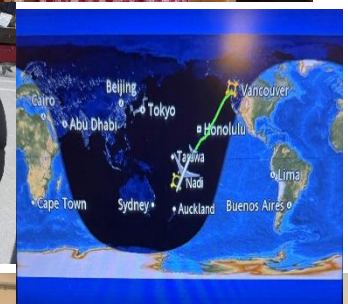 Beijing
Vancouver
Cairo
Tokyo
Abu Dhabi
Honolulu
Tarawa
Nadi
Lima
Cape Town
Sydney
Auckland
Buenos Aires